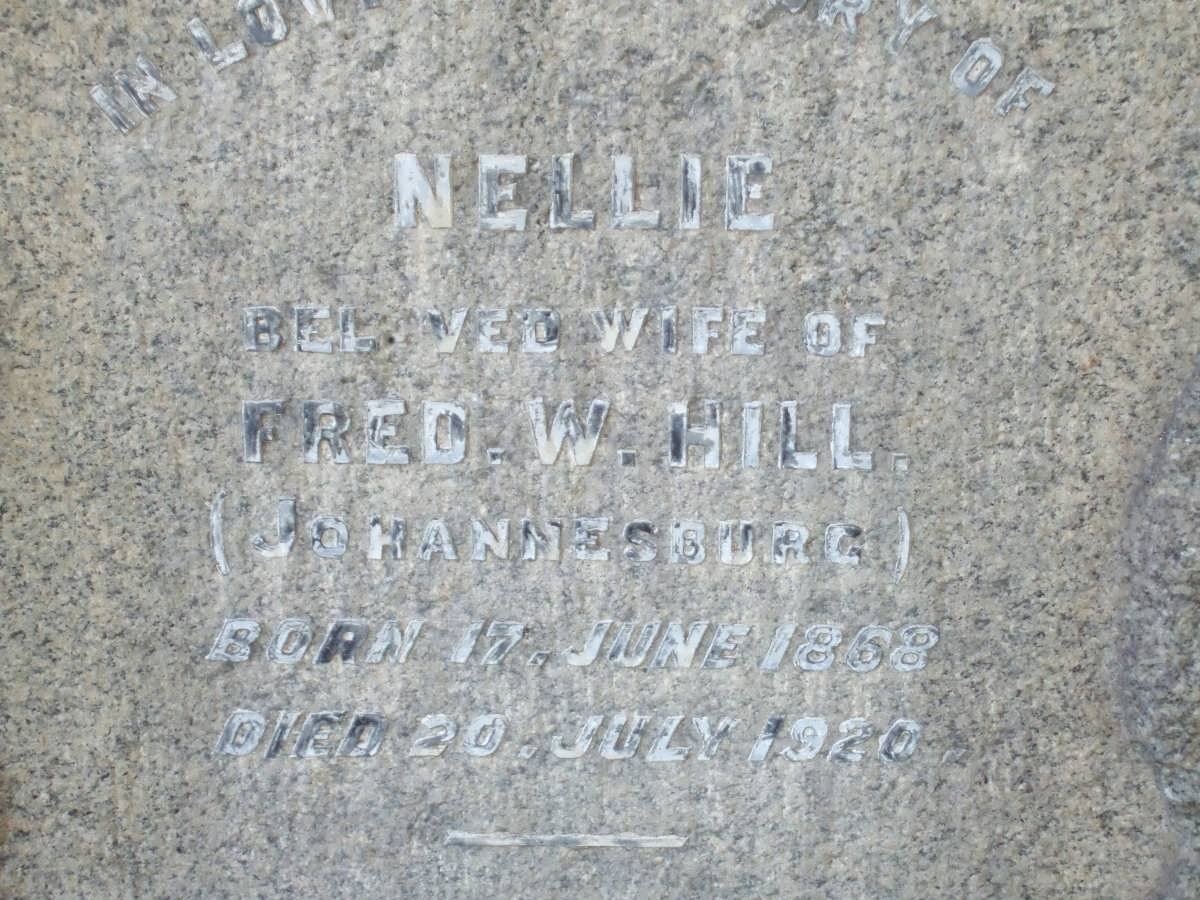 IN LOV RY OF
NELLIE
BEL VED WIFE OF
FRED. W. HILL.
(JOHANNESBURG)
BORN 17. JUNE 1868
DIED 20. JULY 1920.